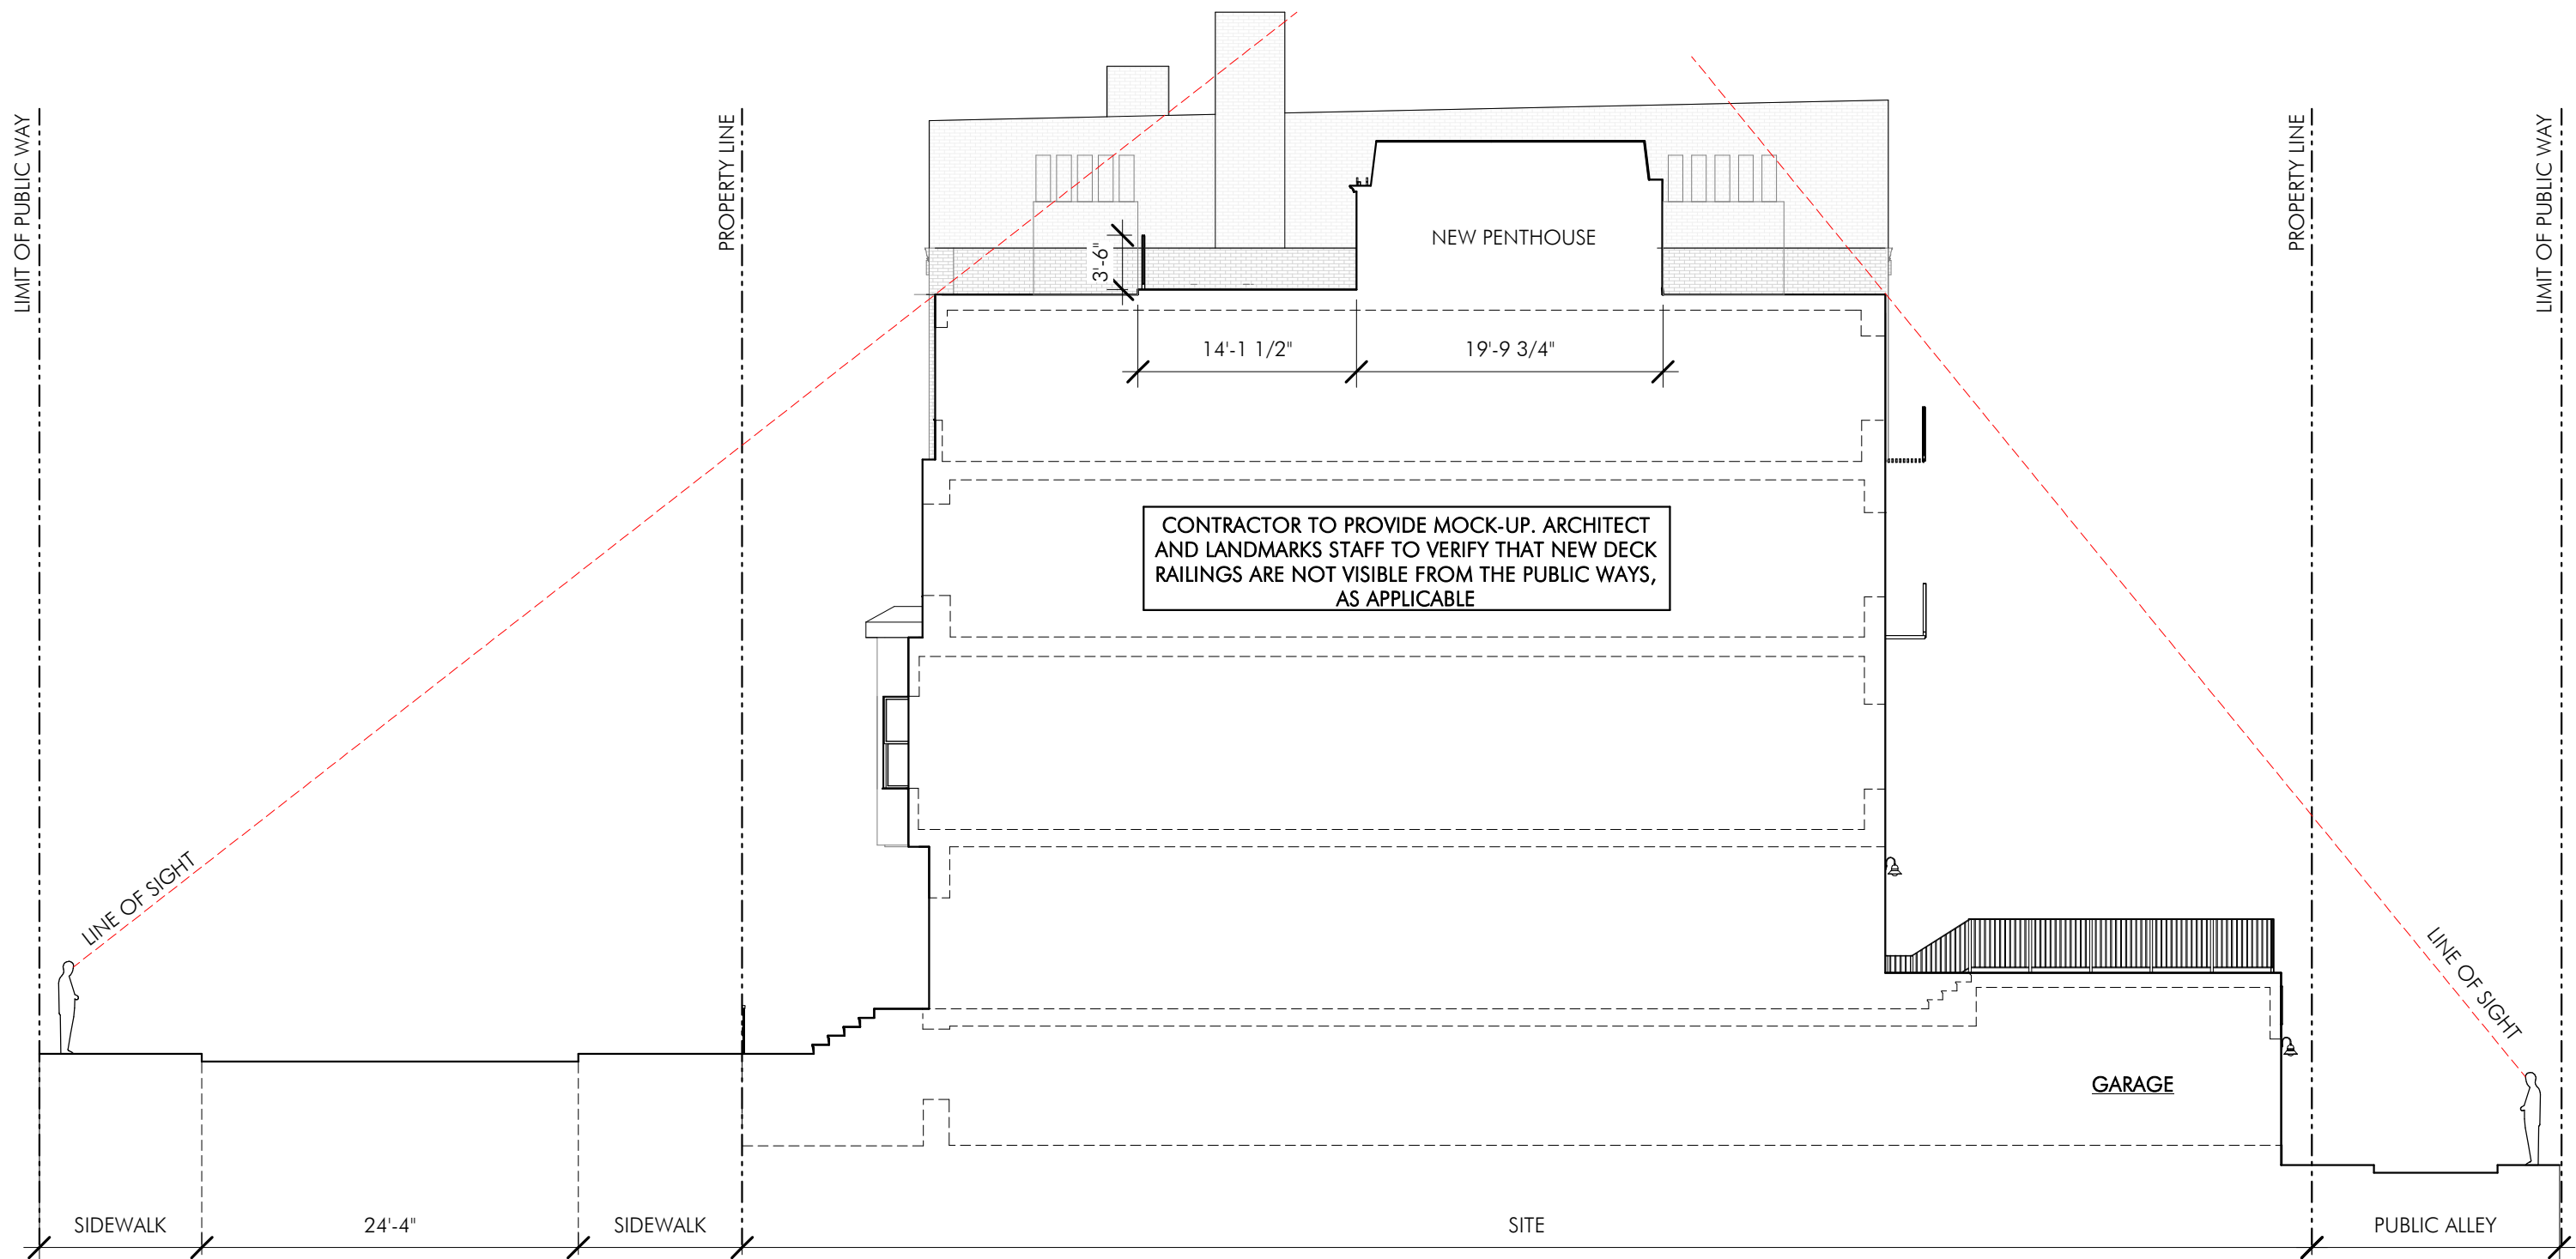 LIMIT OF PUBLIC WAY
PROPERTY LINE
PROPERTY LINE
LIMIT OF PUBLIC WAY
NEW PENTHOUSE
3'-6"
14'-1 1/2"
19'-9 3/4"
CONTRACTOR TO PROVIDE MOCK-UP. ARCHITECT
AND LANDMARKS STAFF TO VERIFY THAT NEW DECK
RAILINGS ARE NOT VISIBLE FROM THE PUBLIC WAYS,
AS APPLICABLE
LINE OF SIGHT
LINE OF SIGHT
GARAGE
SIDEWALK
24'-4"
SIDEWALK
SITE
PUBLIC ALLEY